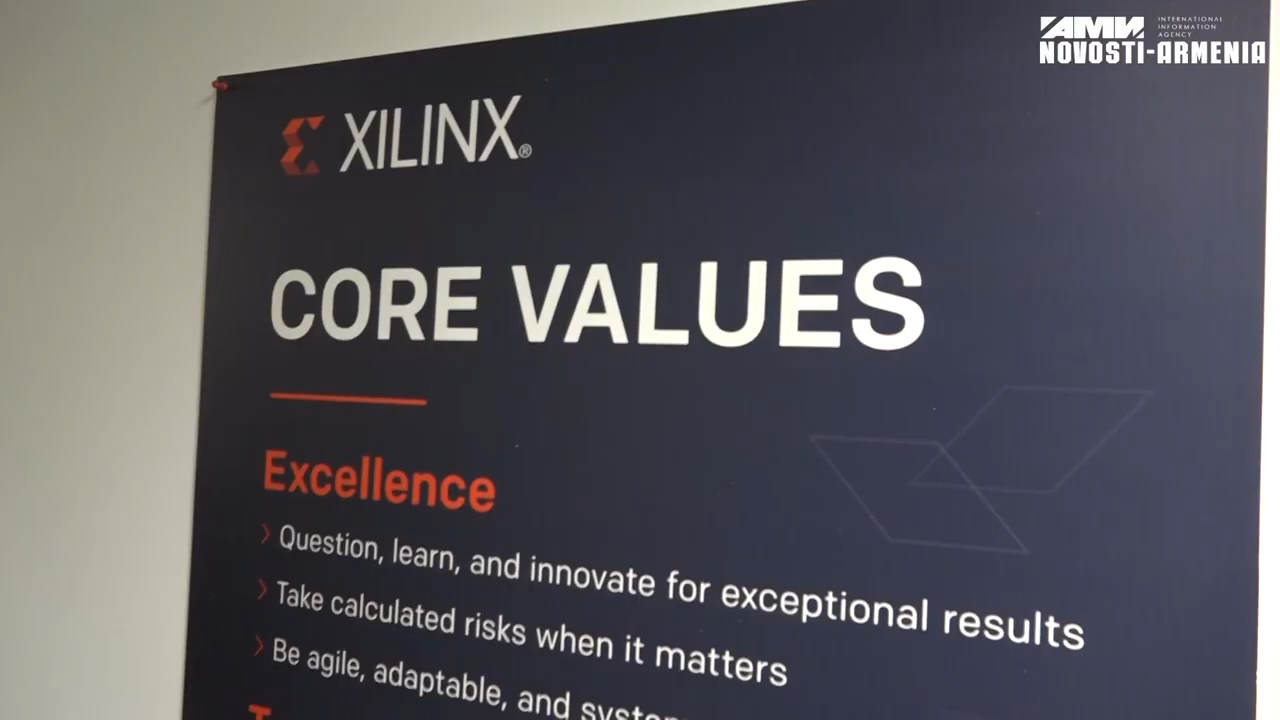 AMN
INTERNATIONAL
INFORMATION
AGENCY
NOVOSTI-ARMENIA
XILINX®
CORE VALUES
Excellence
Question, learn, and innovate for exceptional results
Take calculated risks when it matters
Be agile, adaptable, and